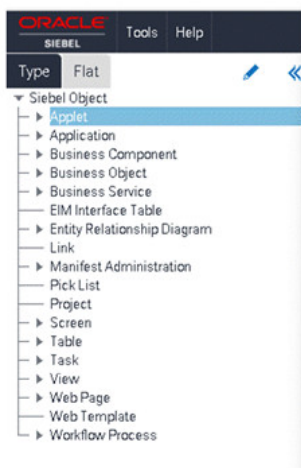 ORACLE
SIEBEL
Tools Help
Type Flat
Siebel Object
Applet
Application
Business Component
Business Object
Business Service
EIM Interface Table
Entity Relationship Diagram
Link
Manifest Administration
Pick List
Project
Screen
Table
Task
View
Web Page
Web Template
Workflow Process